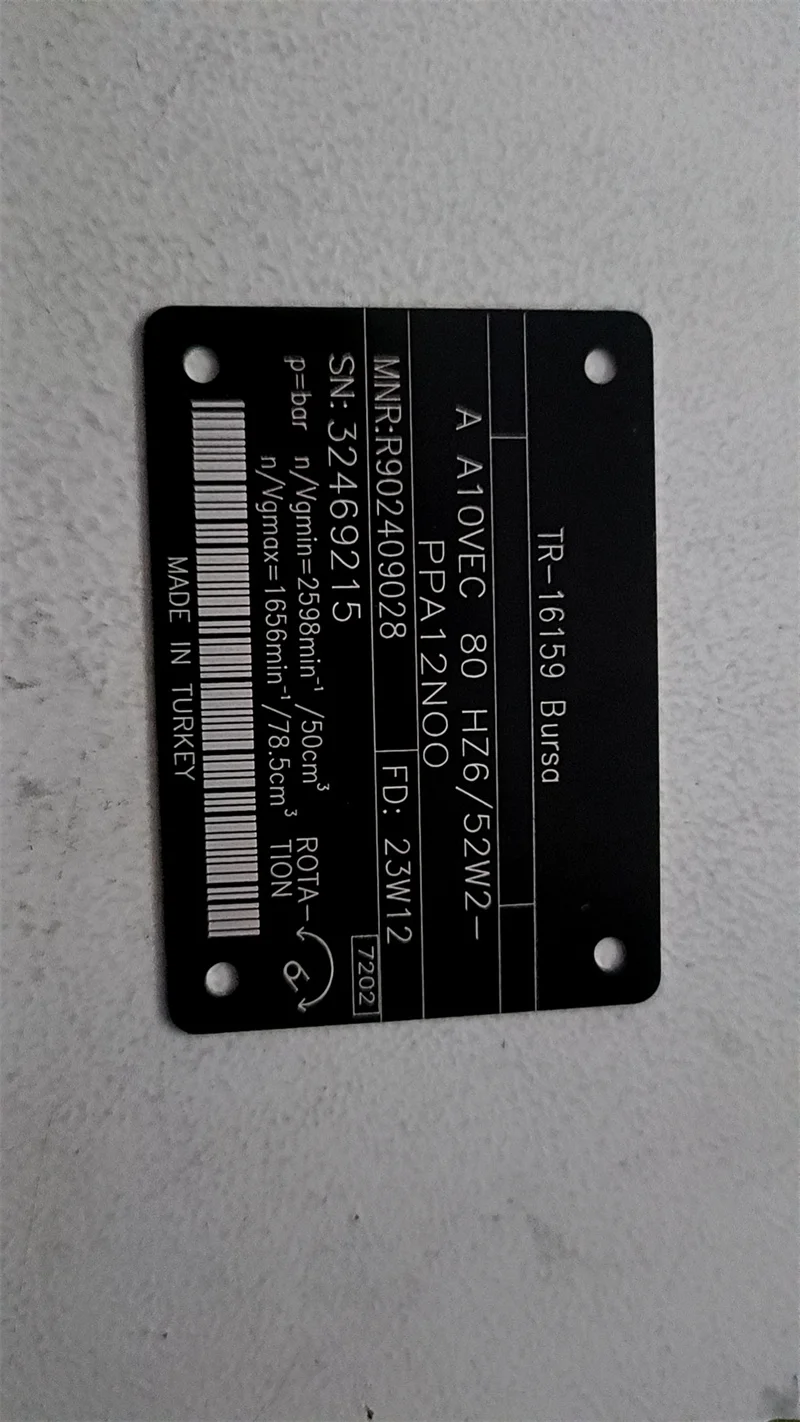 TR-16159 Bursa
A A10VEC 80 HZ6/52W2-
PPA12N00
MNR:R902409028 FD: 23W12
SN: 32469215 7202
p=bar n/Vgmin=2598min⁻¹/50cm³ ROTA-
n/Vgmax=1656min⁻¹/78.5cm³ TION
MADE IN TURKEY